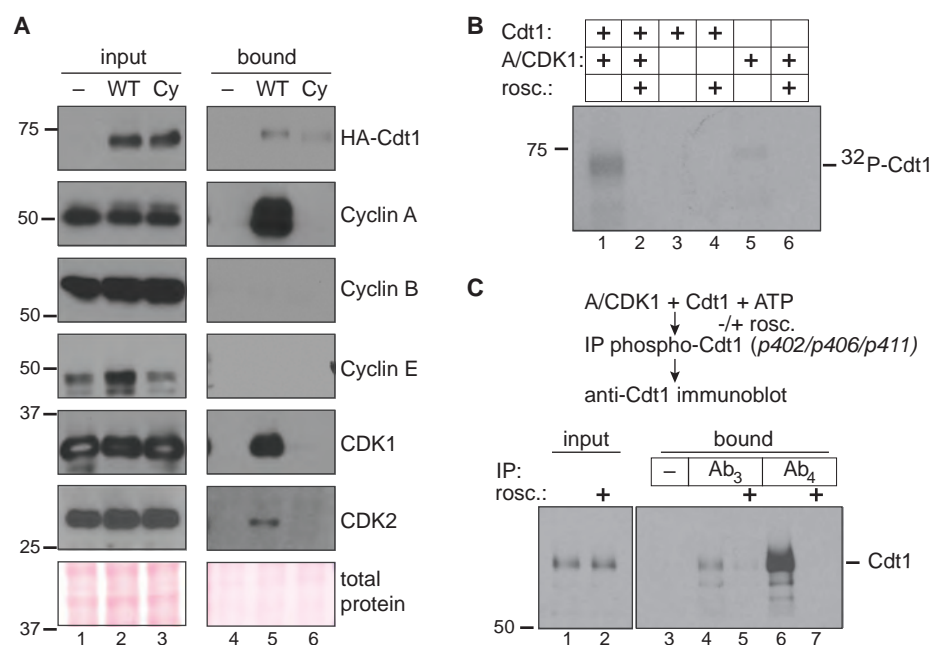 A
input bound
– WT Cy – WT Cy
75
HA-Cdt1
50
Cyclin A
Cyclin B
50
50
Cyclin E
37
CDK1
CDK2
25
total
protein
37
1 2 3 4 5 6
B
Cdt1: + + + +
A/CDK1: + + + +
rosc.: + + +
75
32P-Cdt1
1 2 3 4 5 6
C
A/CDK1 + Cdt1 + ATP
-/+ rosc.
IP phospho-Cdt1 (p402/p406/p411)
anti-Cdt1 immunoblot
input bound
IP: – Ab3 Ab4
rosc.: + + +
Cdt1
50
1 2 3 4 5 6 7